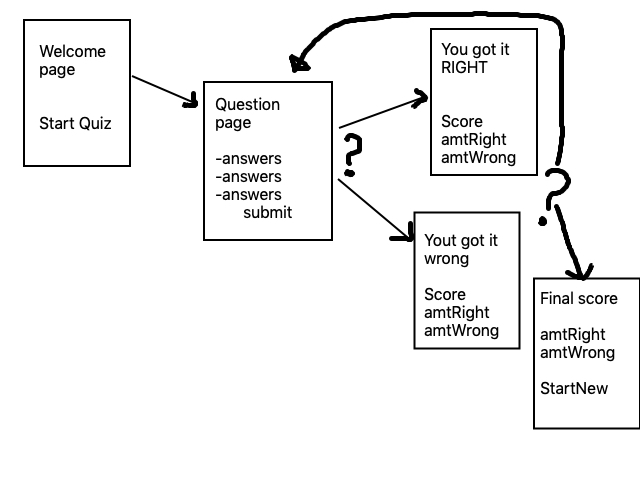 Welcome
page
Start Quiz
Question
page
-answers
-answers
-answers
submit
?
You got it
RIGHT
Score
amtRight
amtWrong
Yout got it
wrong
Score
amtRight
amtWrong
?
Final score
amtRight
amtWrong
StartNew